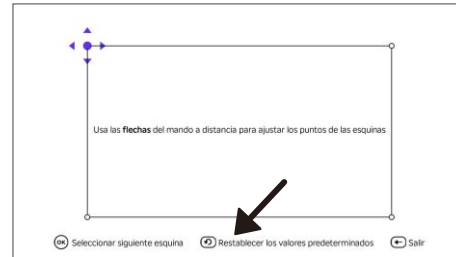 Usa las flechas del mando a distancia para ajustar los puntos de las esquinas
OK Seleccionar siguiente esquina Restablecer los valores predeterminados Salir